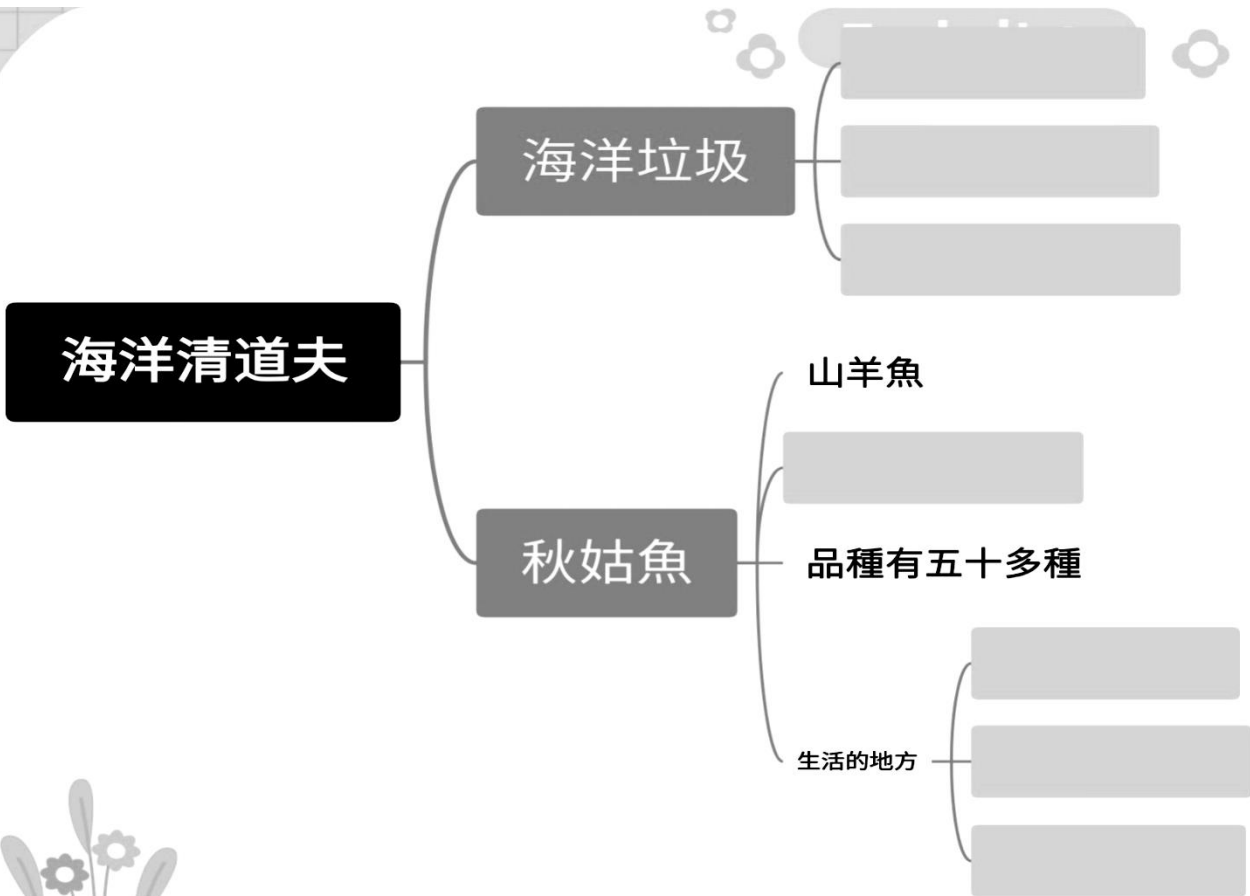 海洋垃圾
海洋清道夫
山羊魚
秋姑魚
品種有五十多種
生活的地方